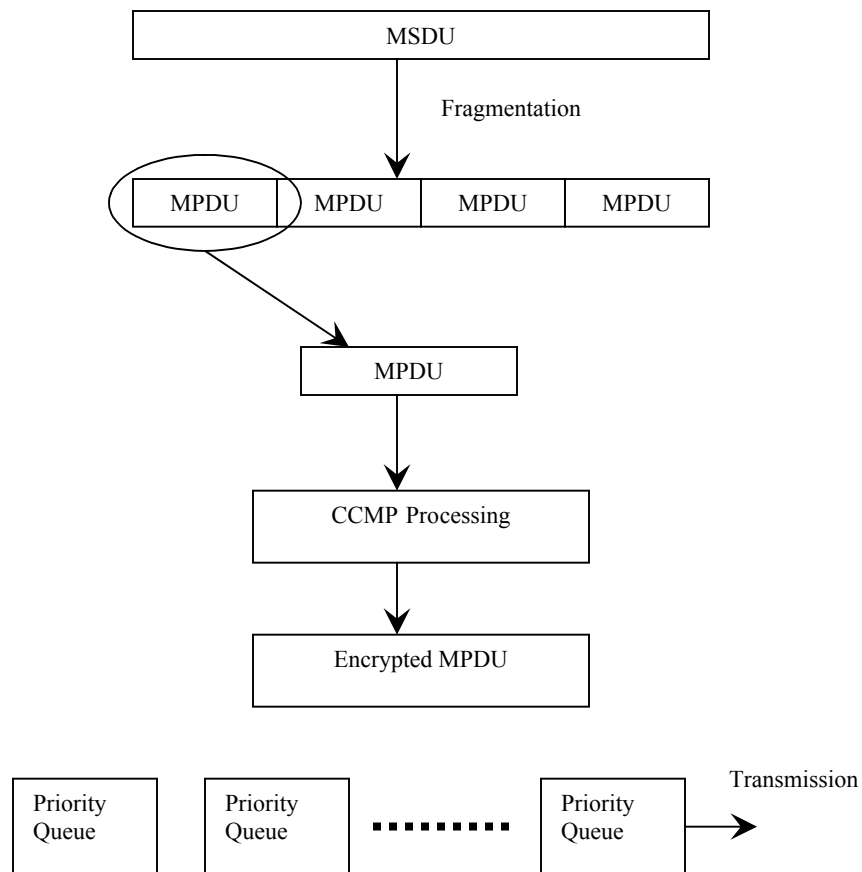 MSDU
Fragmentation
MPDU MPDU MPDU MPDU
MPDU
CCMP Processing
Encrypted MPDU
Transmission
Priority Priority Priority
Queue Queue Queue